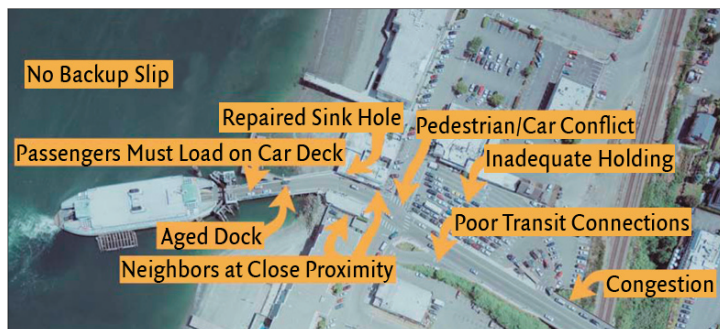 No Backup Slip
Repaired Sink Hole
Pedestrian/Car Conflict
Passengers Must Load on Car Deck
Inadequate Holding
Aged Dock
Poor Transit Connections
Neighbors at Close Proximity
Congestion